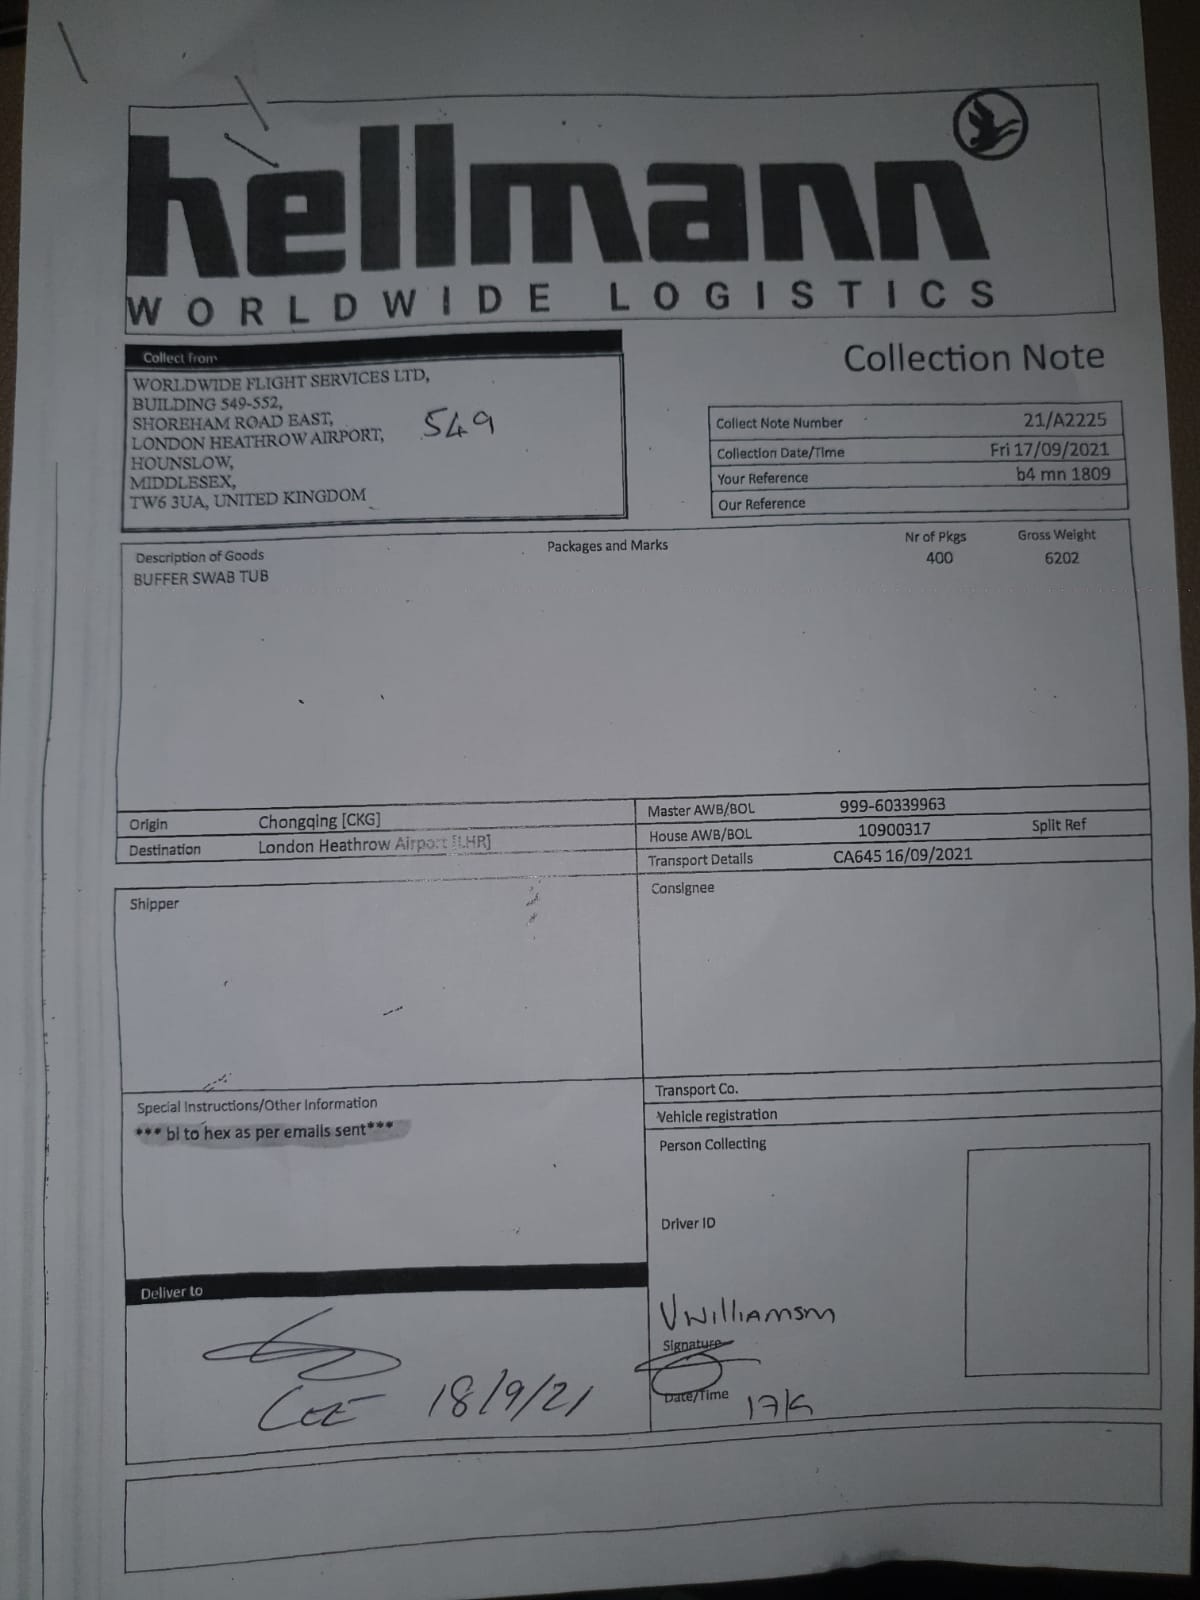 hellmann
WORLDWIDE LOGISTICS
Collect from
WORLDWIDE FLIGHT SERVICES LTD,
BUILDING 549-552,
SHOREHAM ROAD EAST,
LONDON HEATHROW AIRPORT,
HOUNSLOW,
MIDDLESEX,
TW6 3UA, UNITED KINGDOM
549
Collection Note
Collect Note Number 21/A2225
Collection Date/Time Fri 17/09/2021
Your Reference b4 mn 1809
Our Reference
Description of Goods Packages and Marks Nr of Pkgs Gross Weight
BUFFER SWAB TUB 400 6202
Origin Chongqing [CKG]
Destination London Heathrow Airport [LHR]
Master AWB/BOL 999-60339963
House AWB/BOL 10900317 Split Ref
Transport Details CA645 16/09/2021
Shipper
Consignee
Special Instructions/Other Information
*** bl to hex as per emails sent***
Transport Co.
Vehicle registration
Person Collecting
Driver ID
Deliver to
18/9/21
Signature
Date/Time 17/9